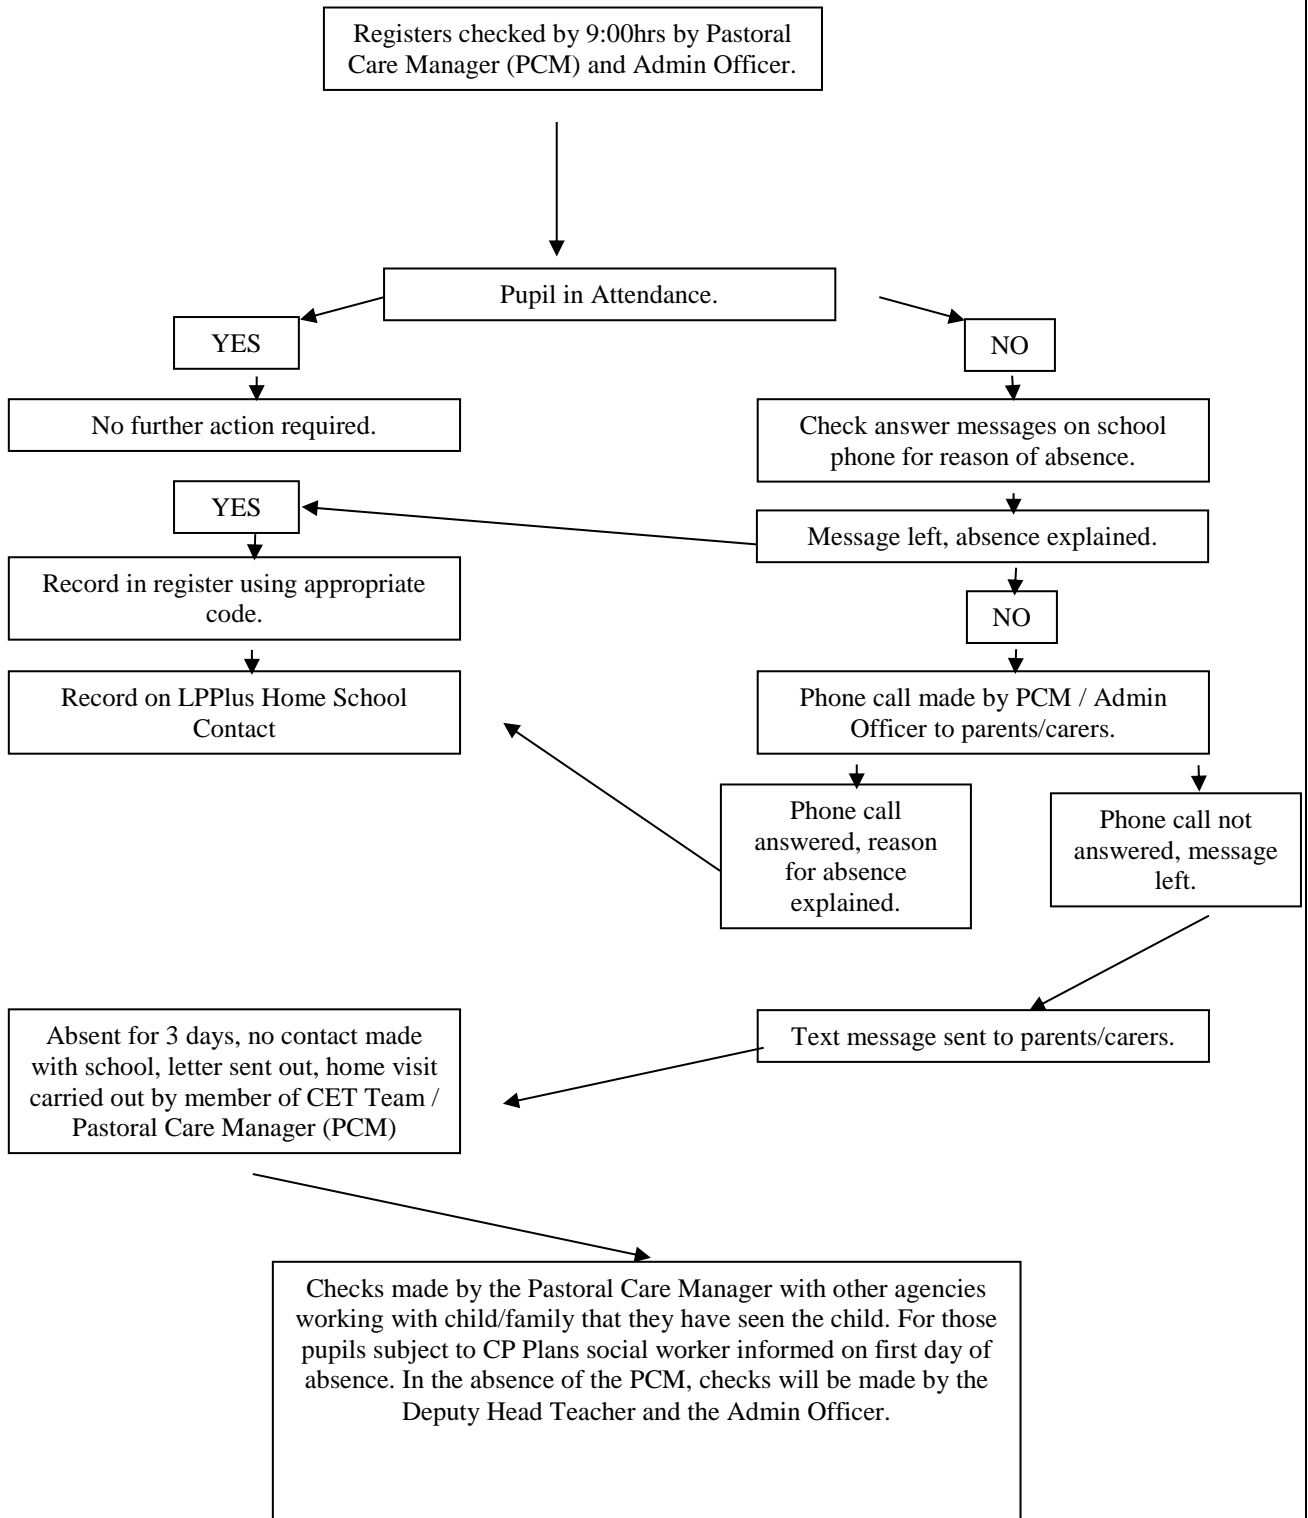 Registers checked by 9:00hrs by Pastoral
Care Manager (PCM) and Admin Officer.
Pupil in Attendance.
YES
NO
No further action required.
Check answer messages on school
phone for reason of absence.
YES
Message left, absence explained.
Record in register using appropriate
code.
NO
Record on LPPlus Home School
Contact
Phone call made by PCM / Admin
Officer to parents/carers.
Phone call
answered, reason
for absence
explained.
Phone call not
answered, message
left.
Absent for 3 days, no contact made
with school, letter sent out, home visit
carried out by member of CET Team /
Pastoral Care Manager (PCM)
Text message sent to parents/carers.
Checks made by the Pastoral Care Manager with other agencies
working with child/family that they have seen the child. For those
pupils subject to CP Plans social worker informed on first day of
absence. In the absence of the PCM, checks will be made by the
Deputy Head Teacher and the Admin Officer.